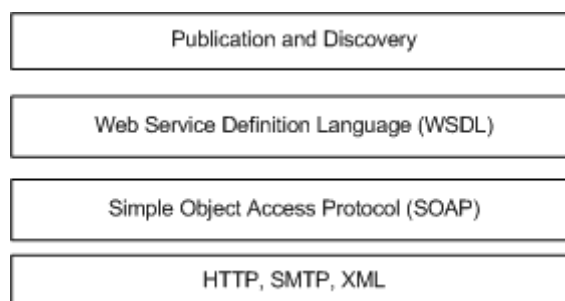 Publication and Discovery
Web Service Definition Language (WSDL)
Simple Object Access Protocol (SOAP)
HTTP, SMTP, XML